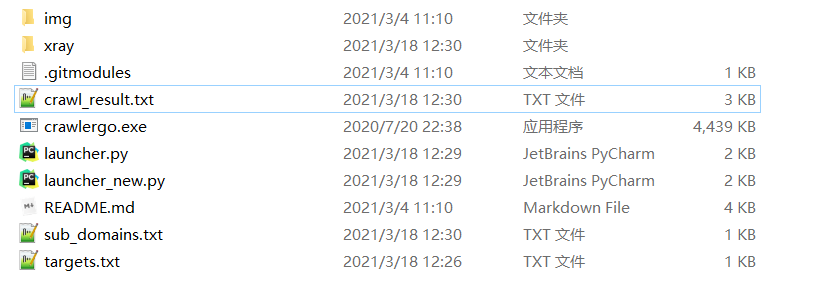 img 2021/3/4 11:10 文件夹
xray 2021/3/18 12:30 文件夹
.gitmodules 2021/3/4 11:10 文本文档 1 KB
crawl_result.txt 2021/3/18 12:30 TXT 文件 3 KB
crawlergo.exe 2020/7/20 22:38 应用程序 4,439 KB
launcher.py 2021/3/18 12:29 JetBrains PyCharm 2 KB
launcher_new.py 2021/3/18 12:29 JetBrains PyCharm 2 KB
README.md 2021/3/4 11:10 Markdown File 4 KB
sub_domains.txt 2021/3/18 12:30 TXT 文件 1 KB
targets.txt 2021/3/18 12:26 TXT 文件 1 KB